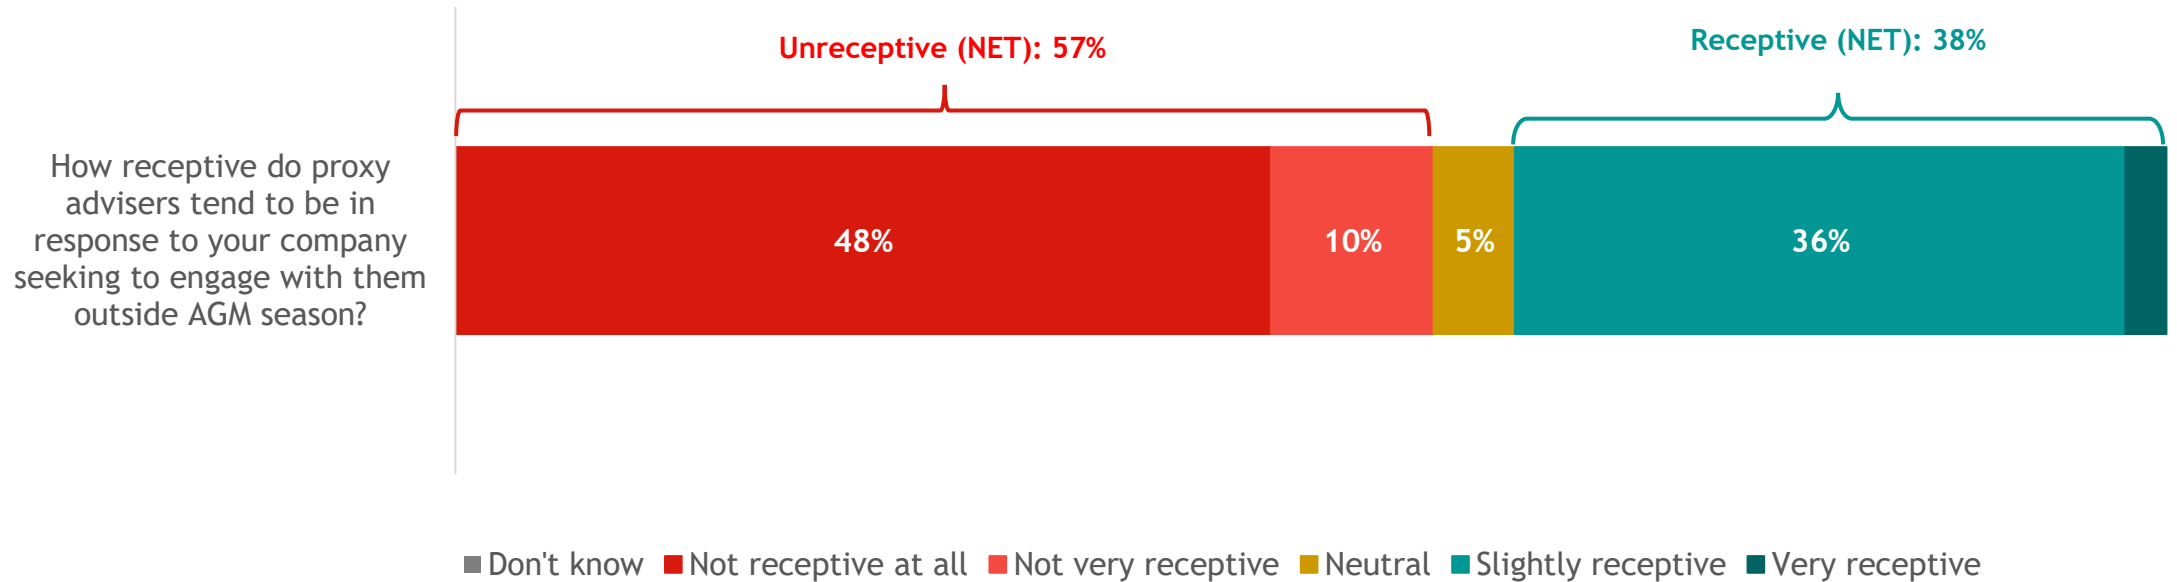 Unreceptive (NET): 57%
Receptive (NET): 38%
How receptive do proxy
advisers tend to be in
response to your company
seeking to engage with them
outside AGM season?
48%
10%
5%
36%
Don't know
Not receptive at all
Not very receptive
Neutral
Slightly receptive
Very receptive